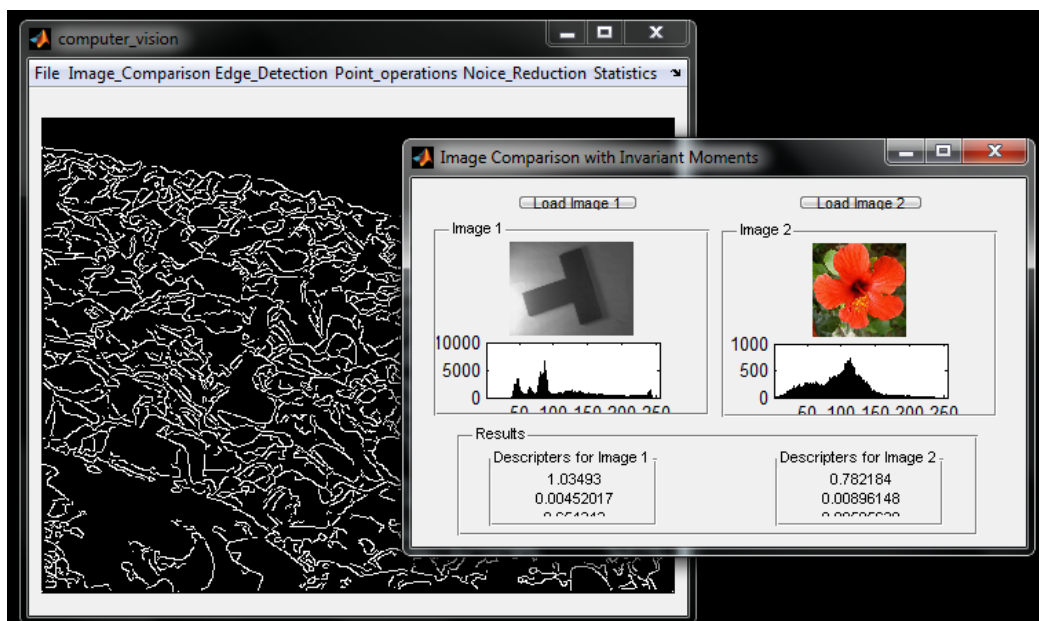 computer_vision
File Image_Comparison Edge_Detection Point_operations Noice_Reduction Statistics
Image Comparison with Invariant Moments
Load Image 1 Load Image 2
Image 1 Image 2
10000
5000
0
50 100 150 200 250
1000
500
0
50 100 150 200 250
Results
Descripters for Image 1
1.03493
0.00452017
Descripters for Image 2
0.782184
0.00896148